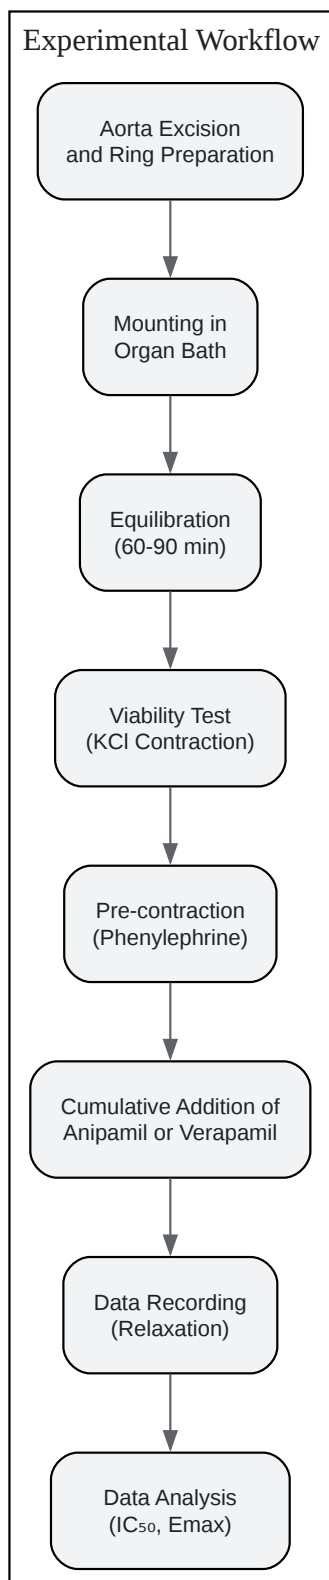 Experimental Workflow
Aorta Excision
and Ring Preparation
Mounting in
Organ Bath
Equilibration
(60-90 min)
Viability Test
(KCl Contraction)
Pre-contraction
(Phenylephrine)
Cumulative Addition of
Anipamil or Verapamil
Data Recording
(Relaxation)
Data Analysis
(IC₅₀, Emax)